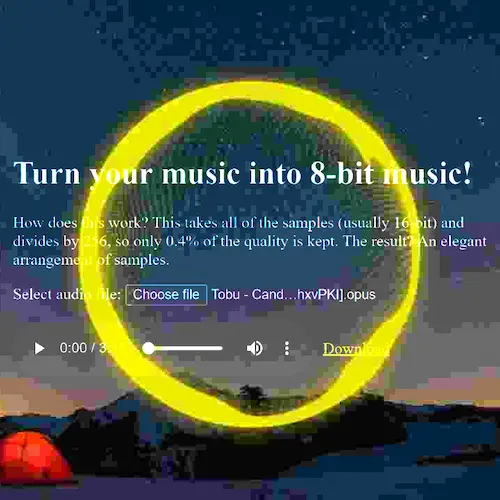 Turn your music into 8-bit music!
How does this work? This takes all of the samples (usually 16-bit) and
divides by 256, so only 0.4% of the quality is kept. The result? An elegant
arrangement of samples.
Select audio file: Choose file Tobu - Cand…hxvPKI].opus
0:00 / Download